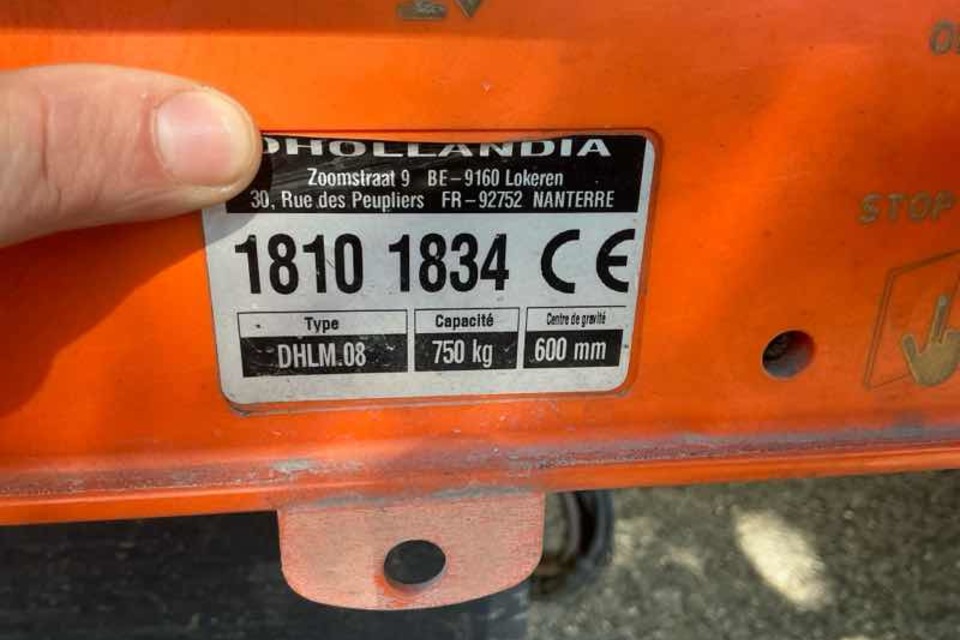 DHOLLANDIA
Zoomstraat 9 BE-9160 Lokeren
30, Rue des Peupliers FR-92752 NANTERRE
1810 1834 CE
Type Capacité Centre de gravité
DHLM.08 750 kg 600 mm
STOP